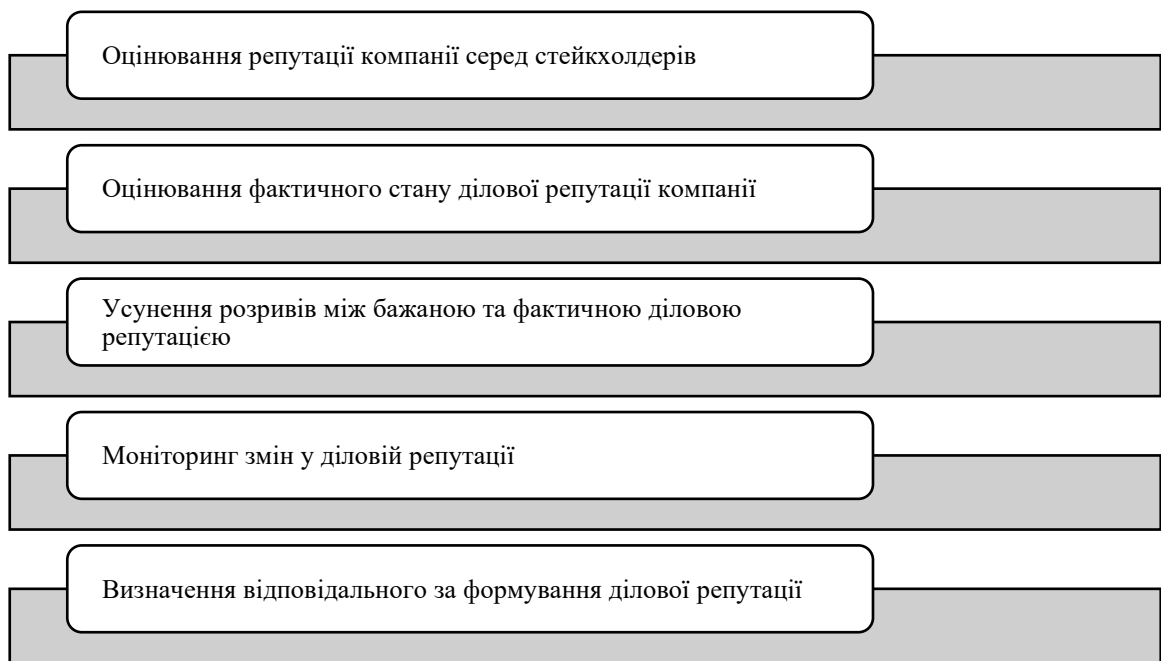 Оцінювання репутації компанії серед стейкхолдерів
Оцінювання фактичного стану ділової репутації компанії
Усунення розривів між бажаною та фактичною діловою
репутацією
Моніторинг змін у діловій репутації
Визначення відповідального за формування ділової репутації